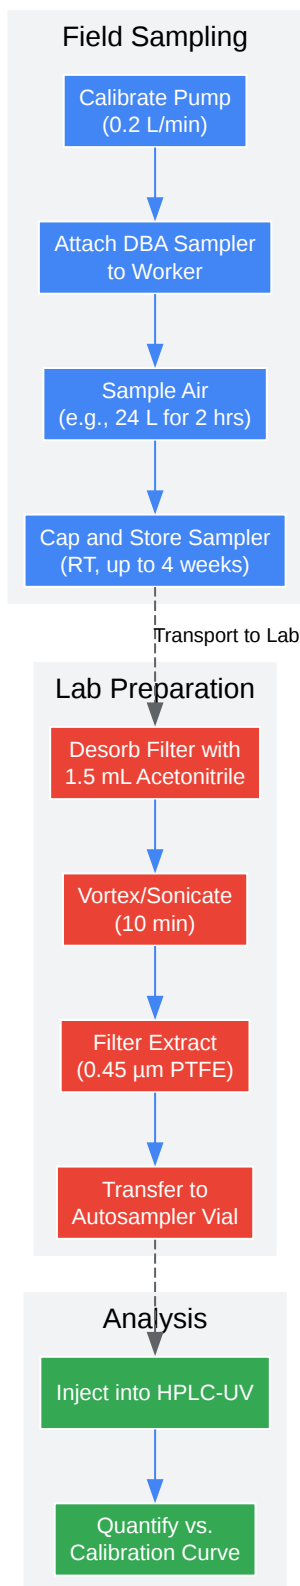 Field Sampling
Calibrate Pump
(0.2 L/min)
Attach DBA Sampler
to Worker
Sample Air
(e.g., 24 L for 2 hrs)
Cap and Store Sampler
(RT, up to 4 weeks)
Transport to Lab
Lab Preparation
Desorb Filter with
1.5 mL Acetonitrile
Vortex/Sonicate
(10 min)
Filter Extract
(0.45 µm PTFE)
Transfer to
Autosampler Vial
Analysis
Inject into HPLC-UV
Quantify vs.
Calibration Curve